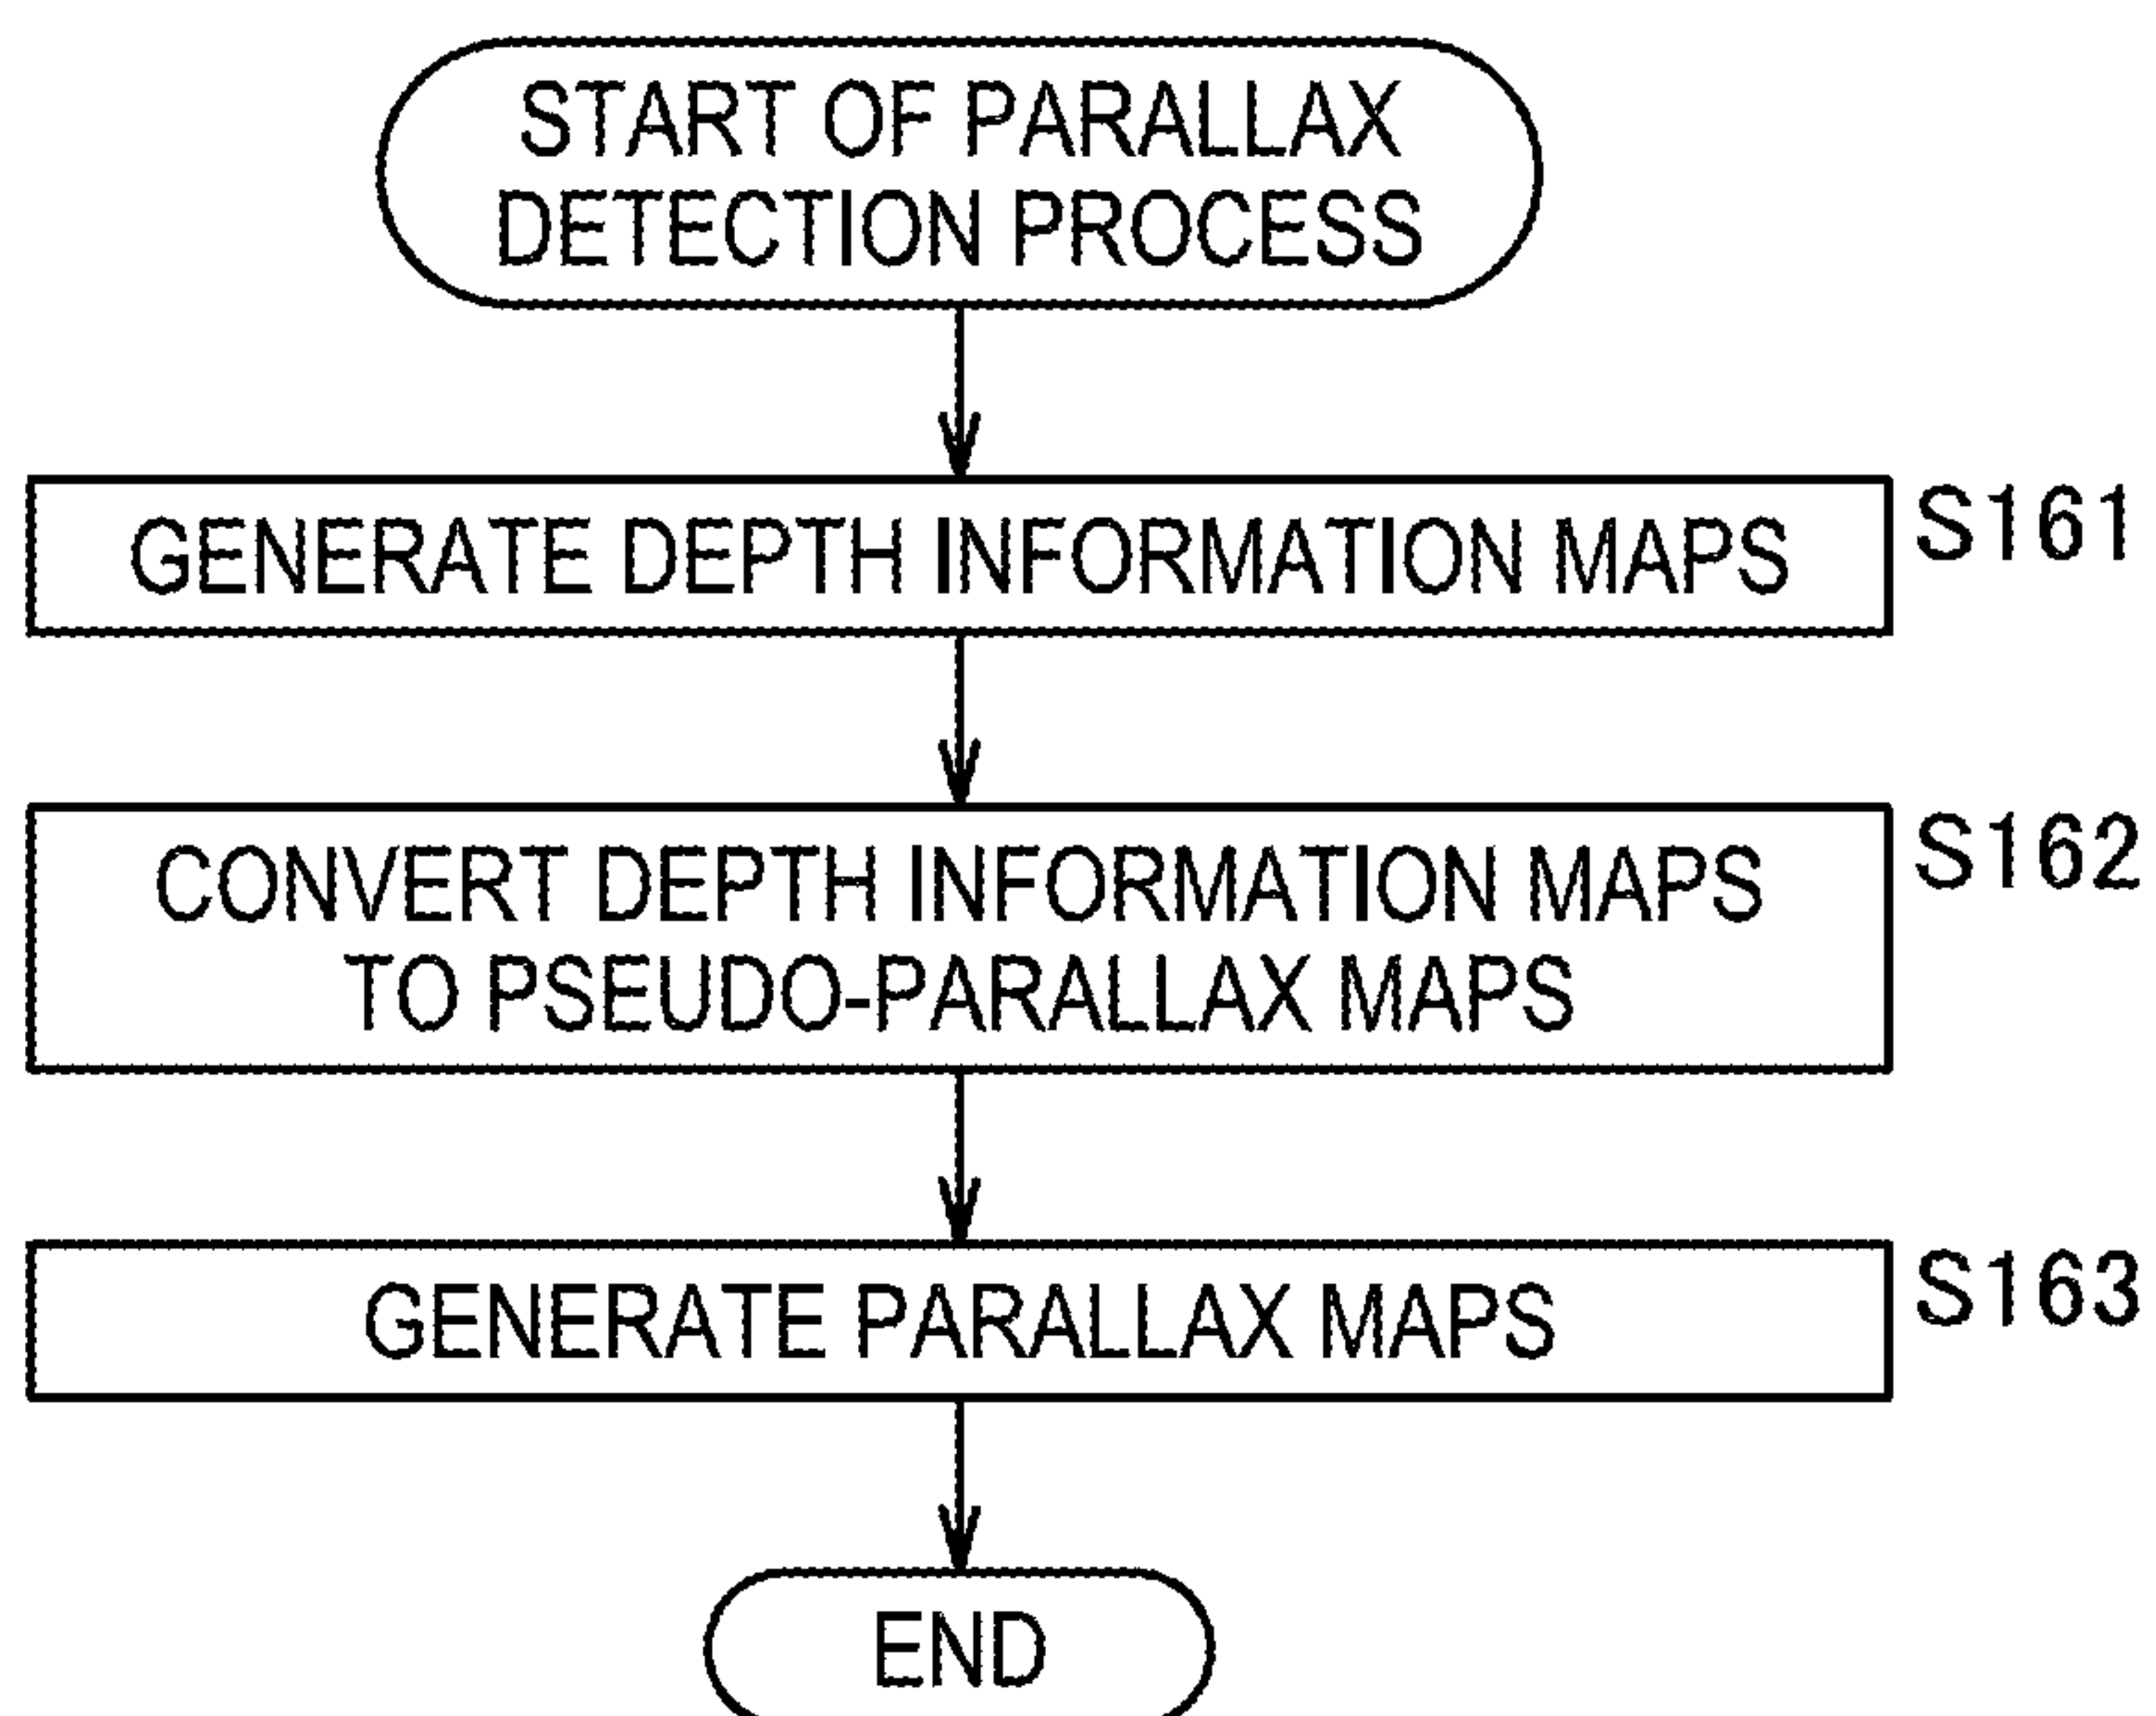 START OF PARALLAX
DETECTION PROCESS
GENERATE DEPTH INFORMATION MAPS
S161
CONVERT DEPTH INFORMATION MAPS
TO PSEUDO-PARALLAX MAPS
S162
GENERATE PARALLAX MAPS
S163
END